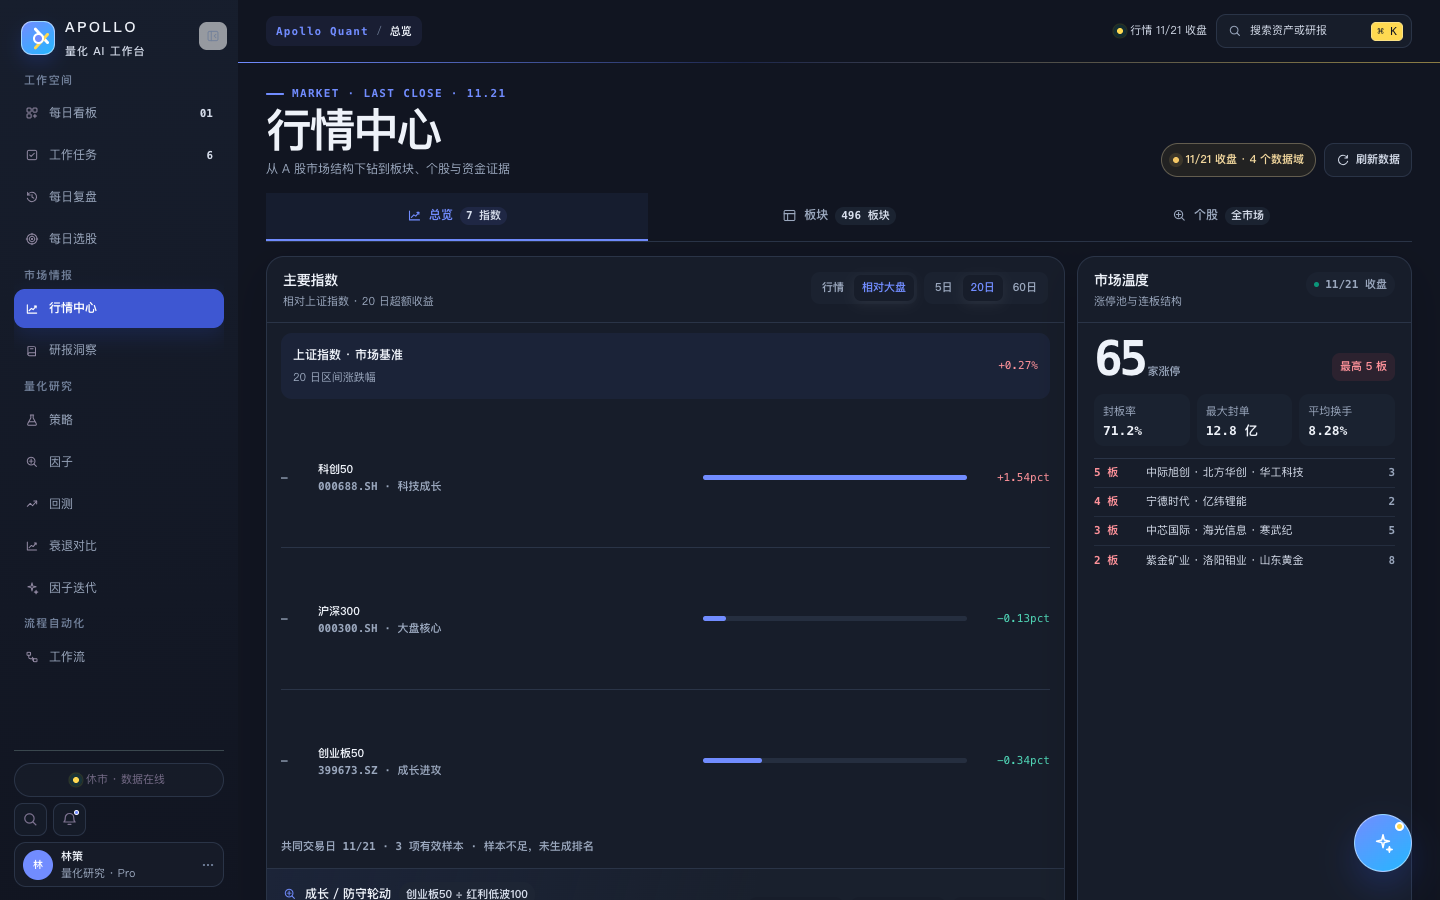 APOLLO
量化 AI 工作台
工作空间
每日看板 01
工作任务 6
每日复盘
每日选股
市场情报
行情中心
研报洞察
量化研究
策略
因子
回测
衰退对比
因子迭代
流程自动化
工作流
休市 · 数据在线
林
林策
量化研究 · Pro
Apollo Quant / 总览
行情 11/21 收盘
搜索资产或研报
⌘ K
MARKET · LAST CLOSE · 11.21
行情中心
从 A 股市场结构下钻到板块、个股与资金证据
11/21 收盘 · 4 个数据域
刷新数据
总览 7 指数
板块 496 板块
个股 全市场
主要指数
相对上证指数 · 20 日超额收益
行情 相对大盘
5日 20日 60日
上证指数 · 市场基准
20 日区间涨跌幅
+0.27%
— 科创50
000688.SH · 科技成长
+1.54pct
— 沪深300
000300.SH · 大盘核心
−0.13pct
— 创业板50
399673.SZ · 成长进攻
−0.34pct
共同交易日 11/21 · 3 项有效样本 · 样本不足，未生成排名
成长 / 防守轮动 创业板50 ÷ 红利低波100
市场温度
涨停池与连板结构
11/21 收盘
65家涨停
最高 5 板
封板率
71.2%
最大封单
12.8 亿
平均换手
8.28%
5 板 中际旭创 · 北方华创 · 华工科技 3
4 板 宁德时代 · 亿纬锂能 2
3 板 中芯国际 · 海光信息 · 寒武纪 5
2 板 紫金矿业 · 洛阳钼业 · 山东黄金 8